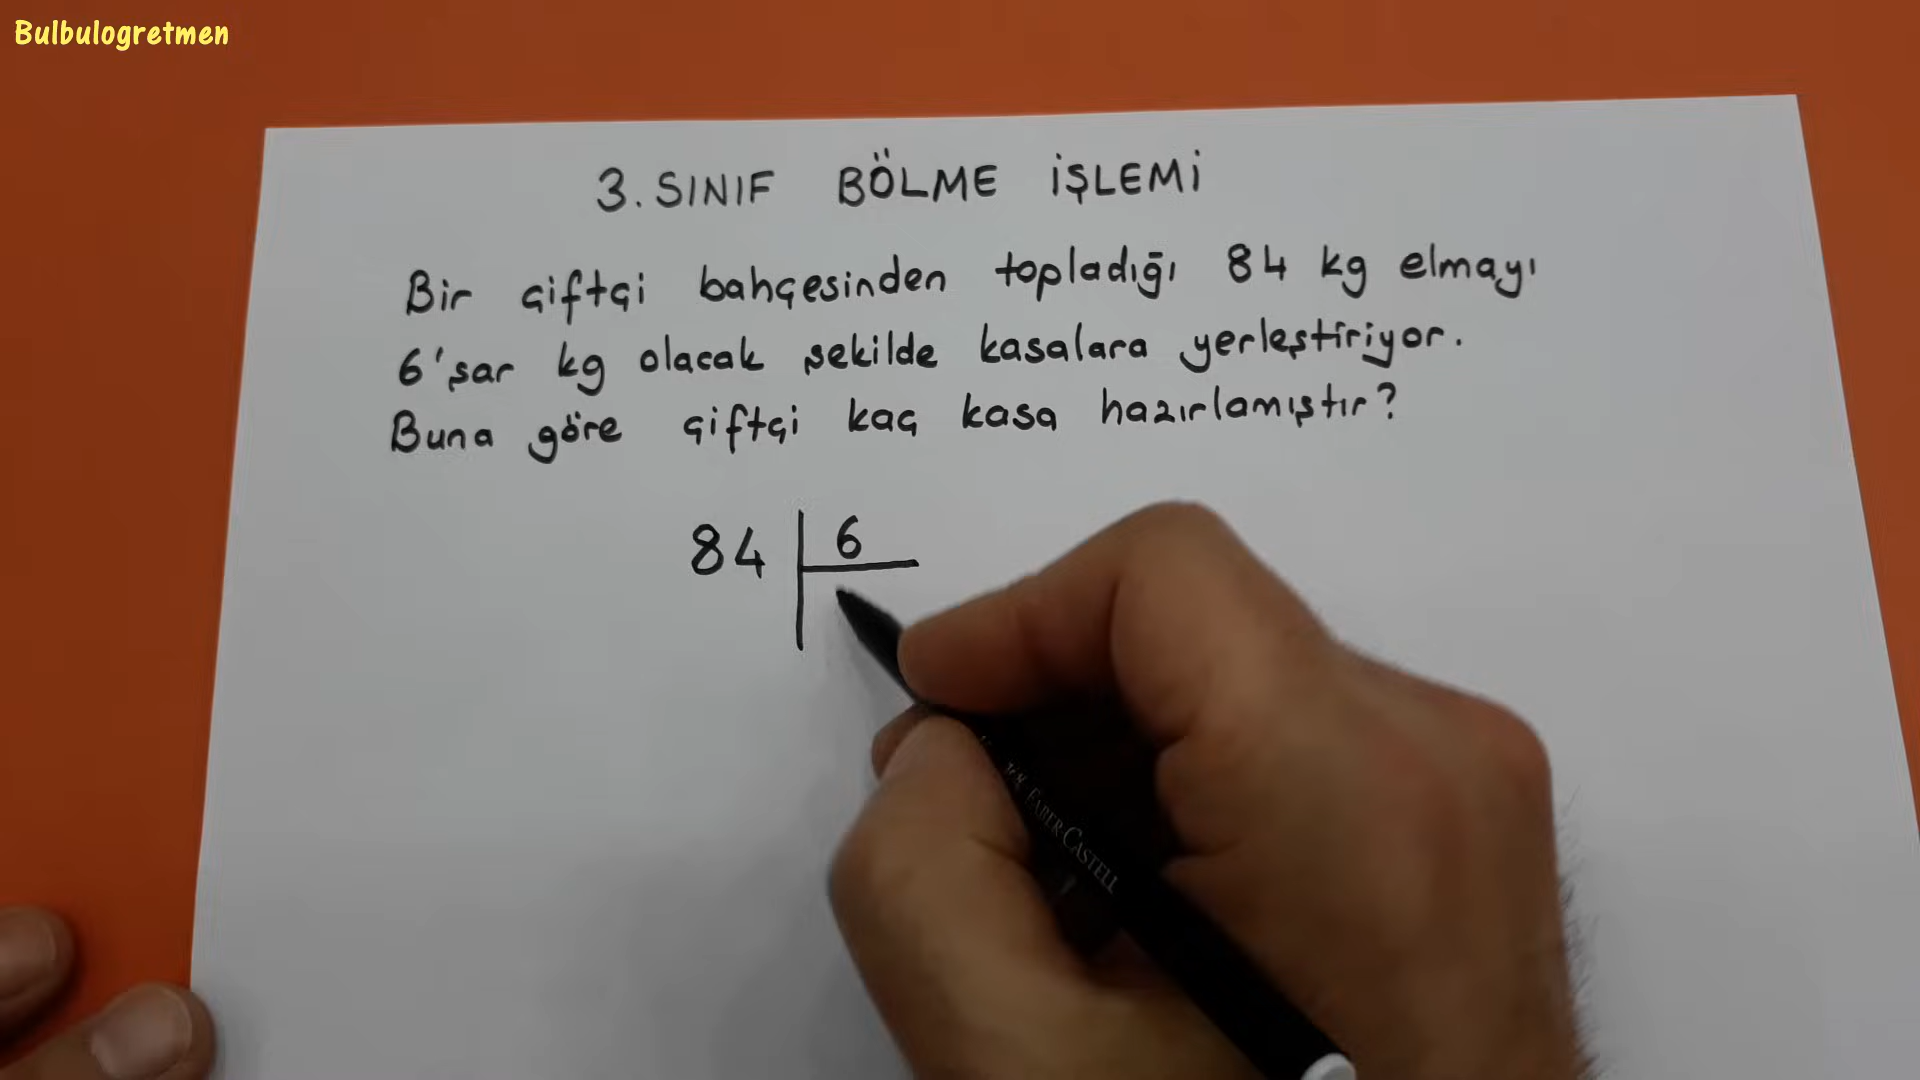 Bulbulogretmen
3. SINIF BÖLME İŞLEMİ
Bir çiftçi bahçesinden topladığı 84 kg elmayı
6'şar kg olacak şekilde kasalara yerleştiriyor.
Buna göre çiftçi kaç kasa hazırlamıştır?
84 6
FABER CASTELL